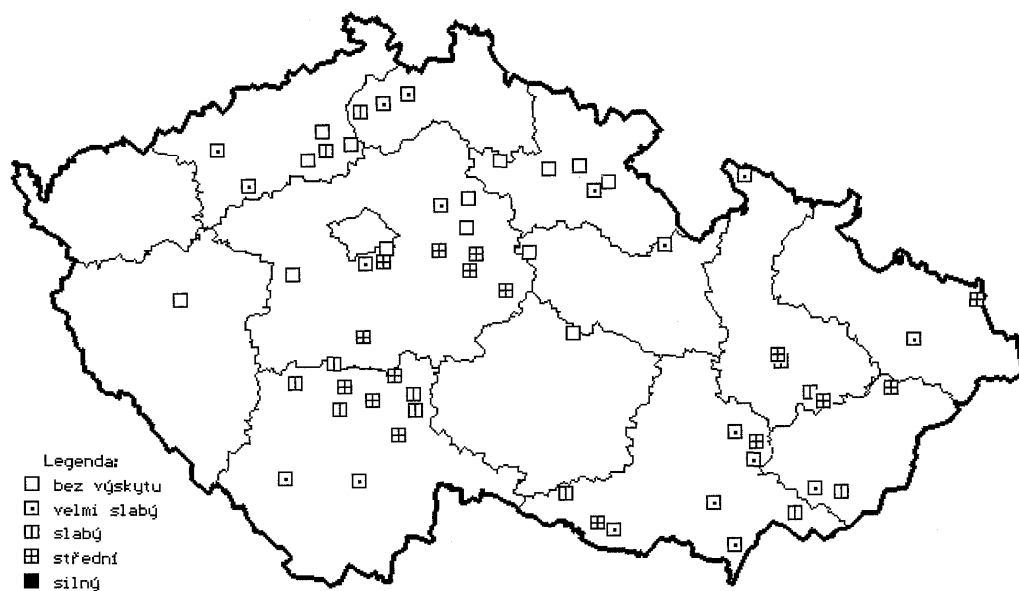 Legenda:
bez výskytu
velmi slabý
slabý
střední
silný